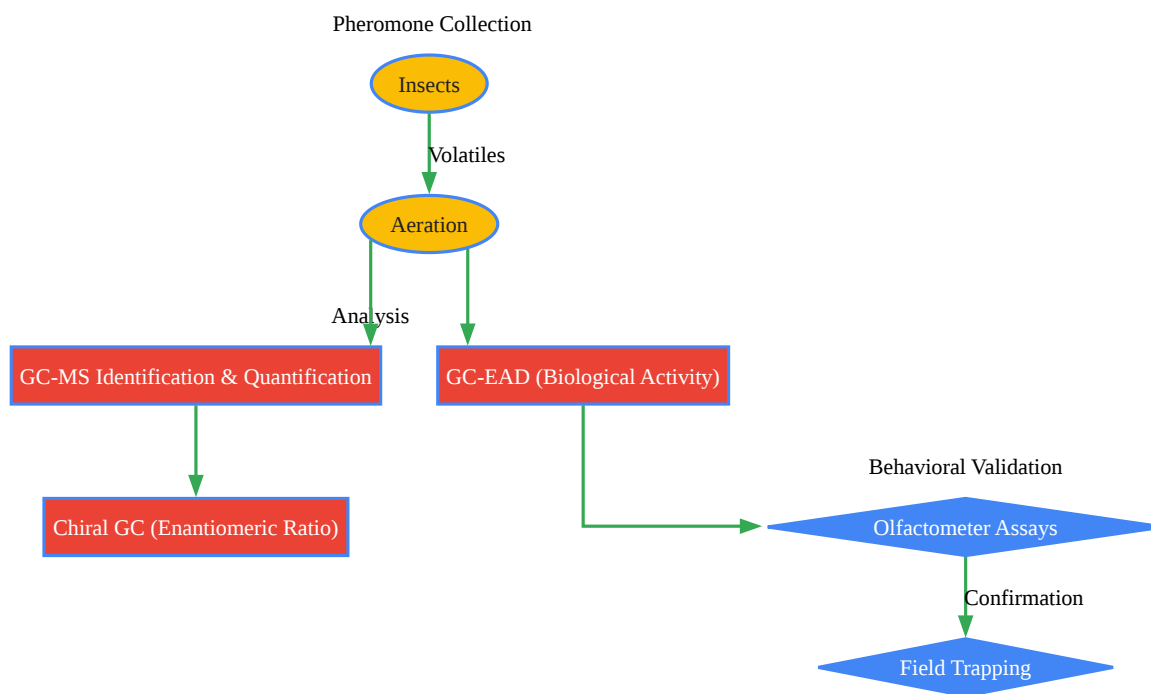 Pheromone Collection
Insects
Volatiles
Aeration
Analysis
GC-MS Identification & Quantification
GC-EAD (Biological Activity)
Behavioral Validation
Chiral GC (Enantiomeric Ratio)
Olfactometer Assays
Confirmation
Field Trapping